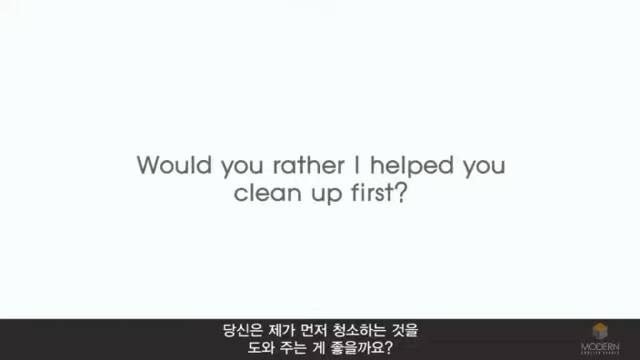 Would you rather I helped you
clean up first?
당신은 제가 먼저 청소하는 것을
도와 주는 게 좋을까요?
MODERN